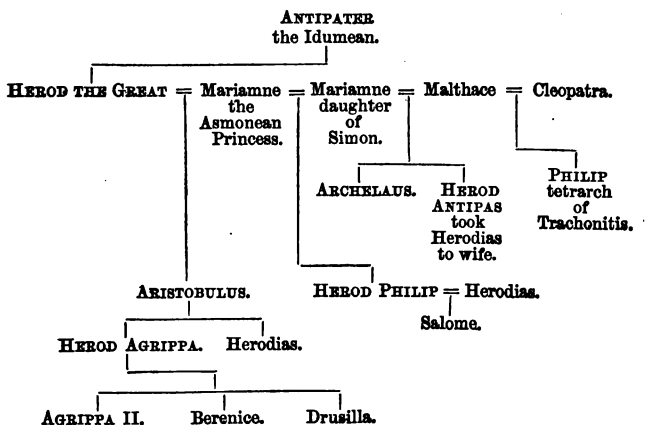 ANTIPATER
the Idumean.
HEROD THE GREAT = Mariamne = Mariamne = Malthace = Cleopatra.
the daughter
Asmonean of
Princess. Simon.
ARCHELAUS. HEROD PHILIP
ANTIPAS tetrarch
took of
Herodias Trachonitis.
to wife.
ARISTOBULUS. HEROD PHILIP = Herodias.
Salome.
HEROD AGRIPPA. Herodias.
AGRIPPA II. Berenice. Drusilla.